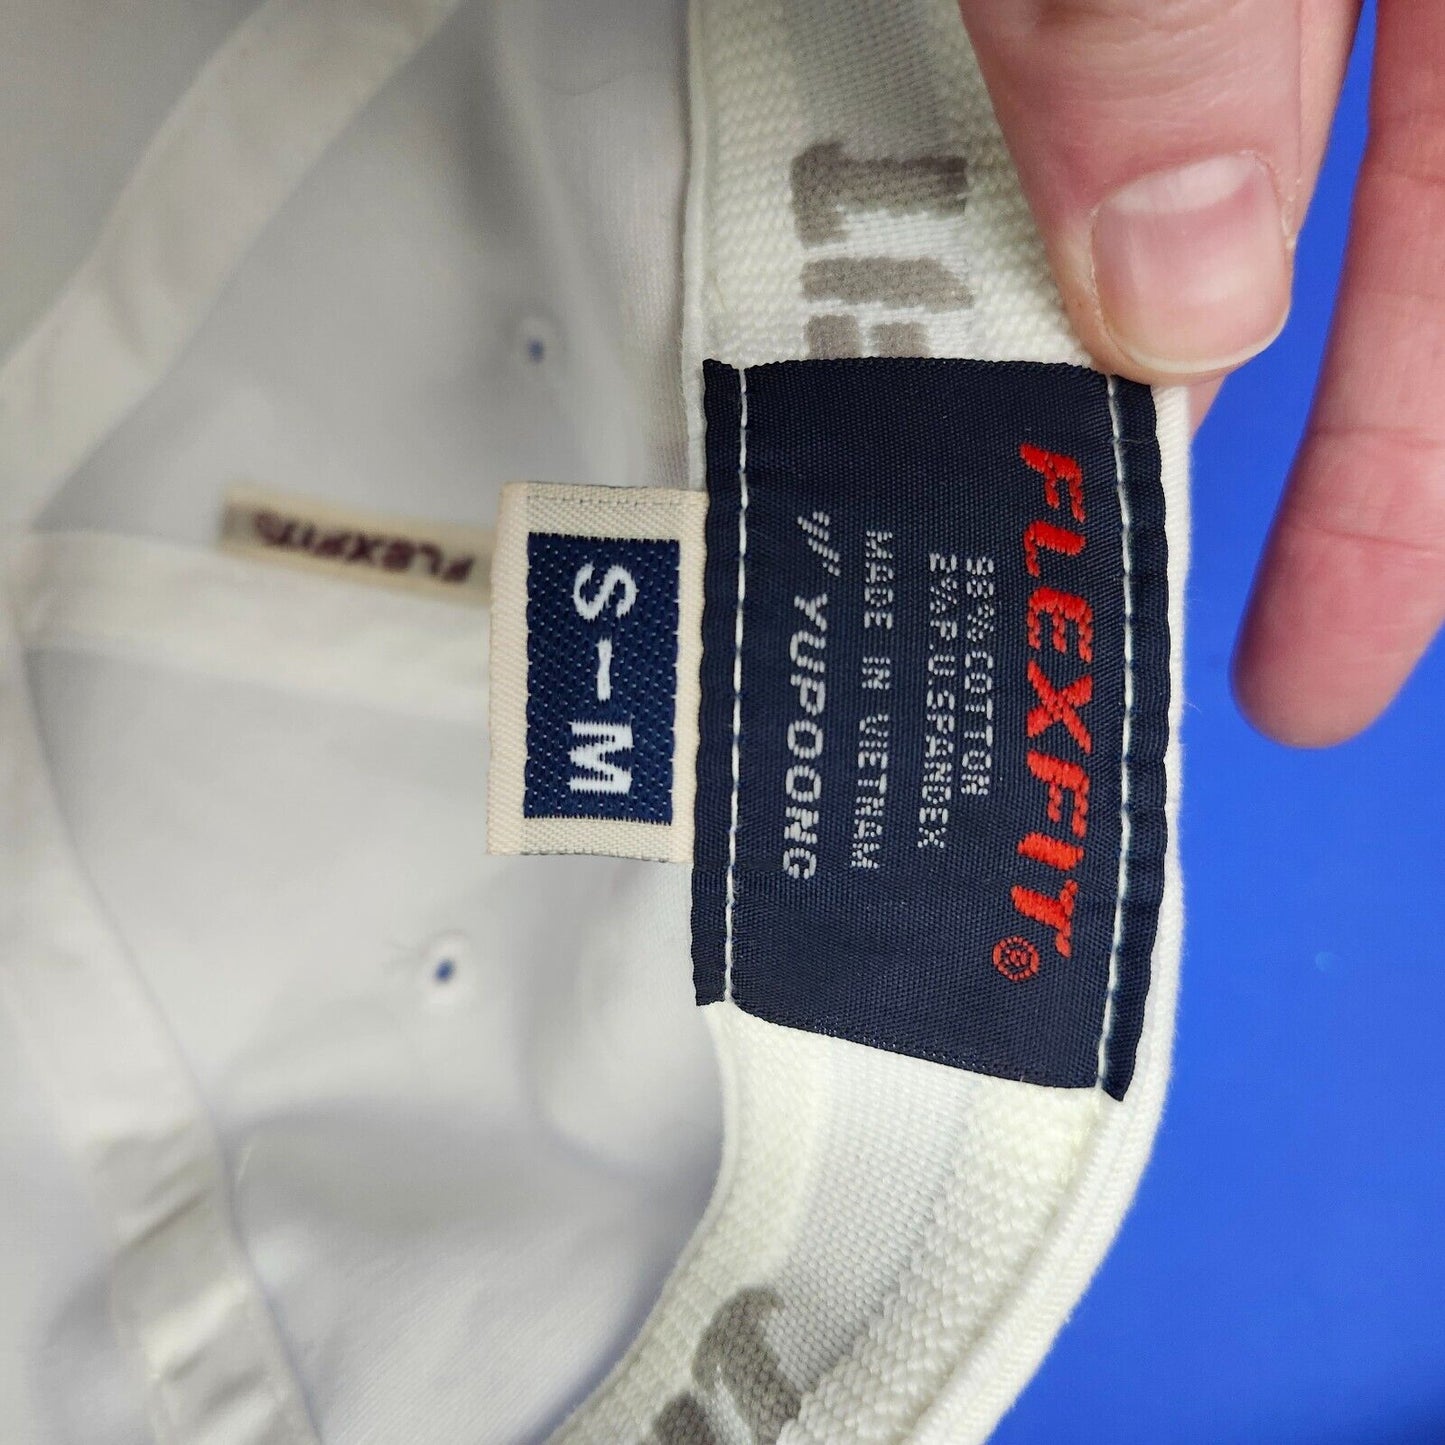 FLEXFIT®
98% COTTON
2%P.U.SPANDEX
MADE IN VIETNAM
YUPOONG
S-M
FLEXFIT